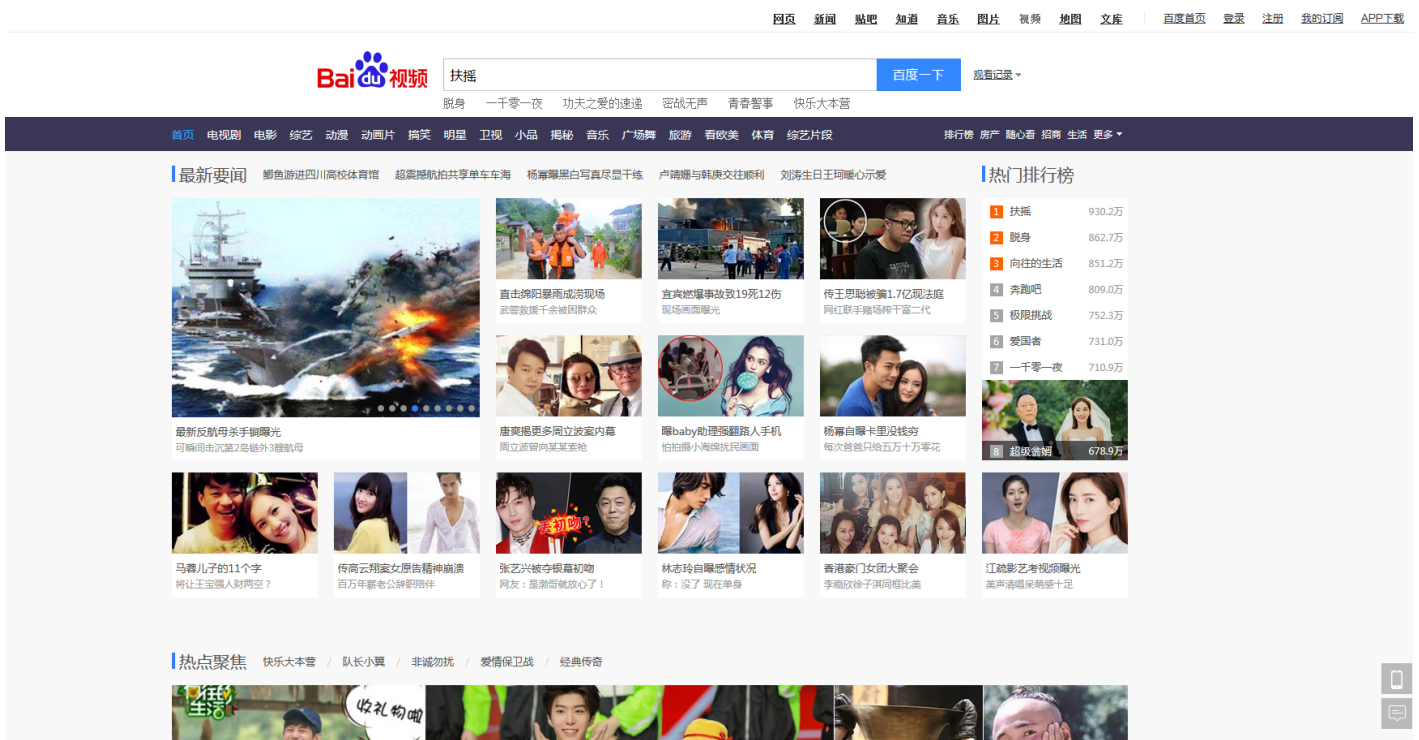 网页 新闻 贴吧 知道 音乐 图片 视频 地图 文库 百度首页 登录 注册 我的订阅 APP下载
Bai du 视频 扶摇 百度一下 观看记录
脱身 一千零一夜 功夫之爱的速递 密战无声 青春警事 快乐大本营
首页 电视剧 电影 综艺 动漫 动画片 搞笑 明星 卫视 小品 揭秘 音乐 广场舞 旅游 看欧美 体育 综艺片段 排行榜 房产 随心看 招商 生活 更多
最新要闻 鲫鱼游进四川高校体育馆 超震撼航拍共享单车车海 杨幂曝黑白写真尽显干练 卢靖姗与韩庚交往顺利 刘涛生日王珂暖心示爱
热门排行榜
1 扶摇 930.2万
2 脱身 862.7万
3 向往的生活 851.2万
4 奔跑吧 809.0万
5 极限挑战 752.3万
6 爱国者 731.0万
7 一千零一夜 710.9万
8 超级翁婿 678.9万
直击绵阳暴雨成涝现场
武警救援千余被困群众
宜宾燃爆事故致19死12伤
现场画面曝光
传王思聪被骗1.7亿现法庭
网红联手赌场榨干富二代
最新反航母杀手锏曝光
可瞬间击沉第2岛链外3艘航母
唐爽揭更多周立波案内幕
周立波曾向某某索枪
曝baby助理强翻路人手机
怕拍摄小海绵扰民画面
杨幂自曝卡里没钱穷
每次爸爸只给五万十万零花
丢初吻?
马蓉儿子的11个字
将让王宝强人财两空？
传高云翔案女原告精神崩溃
百万年薪老公辞职陪伴
张艺兴被夺银幕初吻
网友：是渤哥就放心了！
林志玲自曝感情状况
称：没了 现在单身
香港豪门女团大聚会
李嘉欣徐子淇同框比美
江疏影艺考视频曝光
美声清唱呆萌感十足
热点聚焦 快乐大本营 / 队长小翼 / 非诚勿扰 / 爱情保卫战 / 经典传奇
生活
收礼物啦